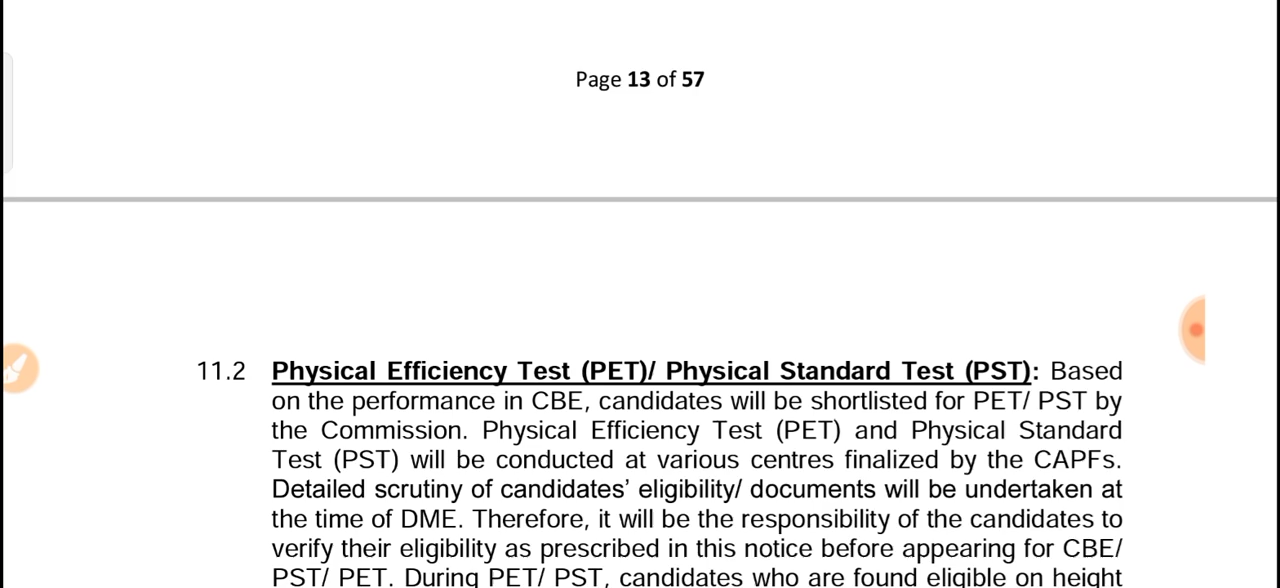 Page 13 of 57
11.2 Physical Efficiency Test (PET)/ Physical Standard Test (PST): Based
on the performance in CBE, candidates will be shortlisted for PET/ PST by
the Commission. Physical Efficiency Test (PET) and Physical Standard
Test (PST) will be conducted at various centres finalized by the CAPFs.
Detailed scrutiny of candidates’ eligibility/ documents will be undertaken at
the time of DME. Therefore, it will be the responsibility of the candidates to
verify their eligibility as prescribed in this notice before appearing for CBE/
PST/ PET. During PET/ PST, candidates who are found eligible on height